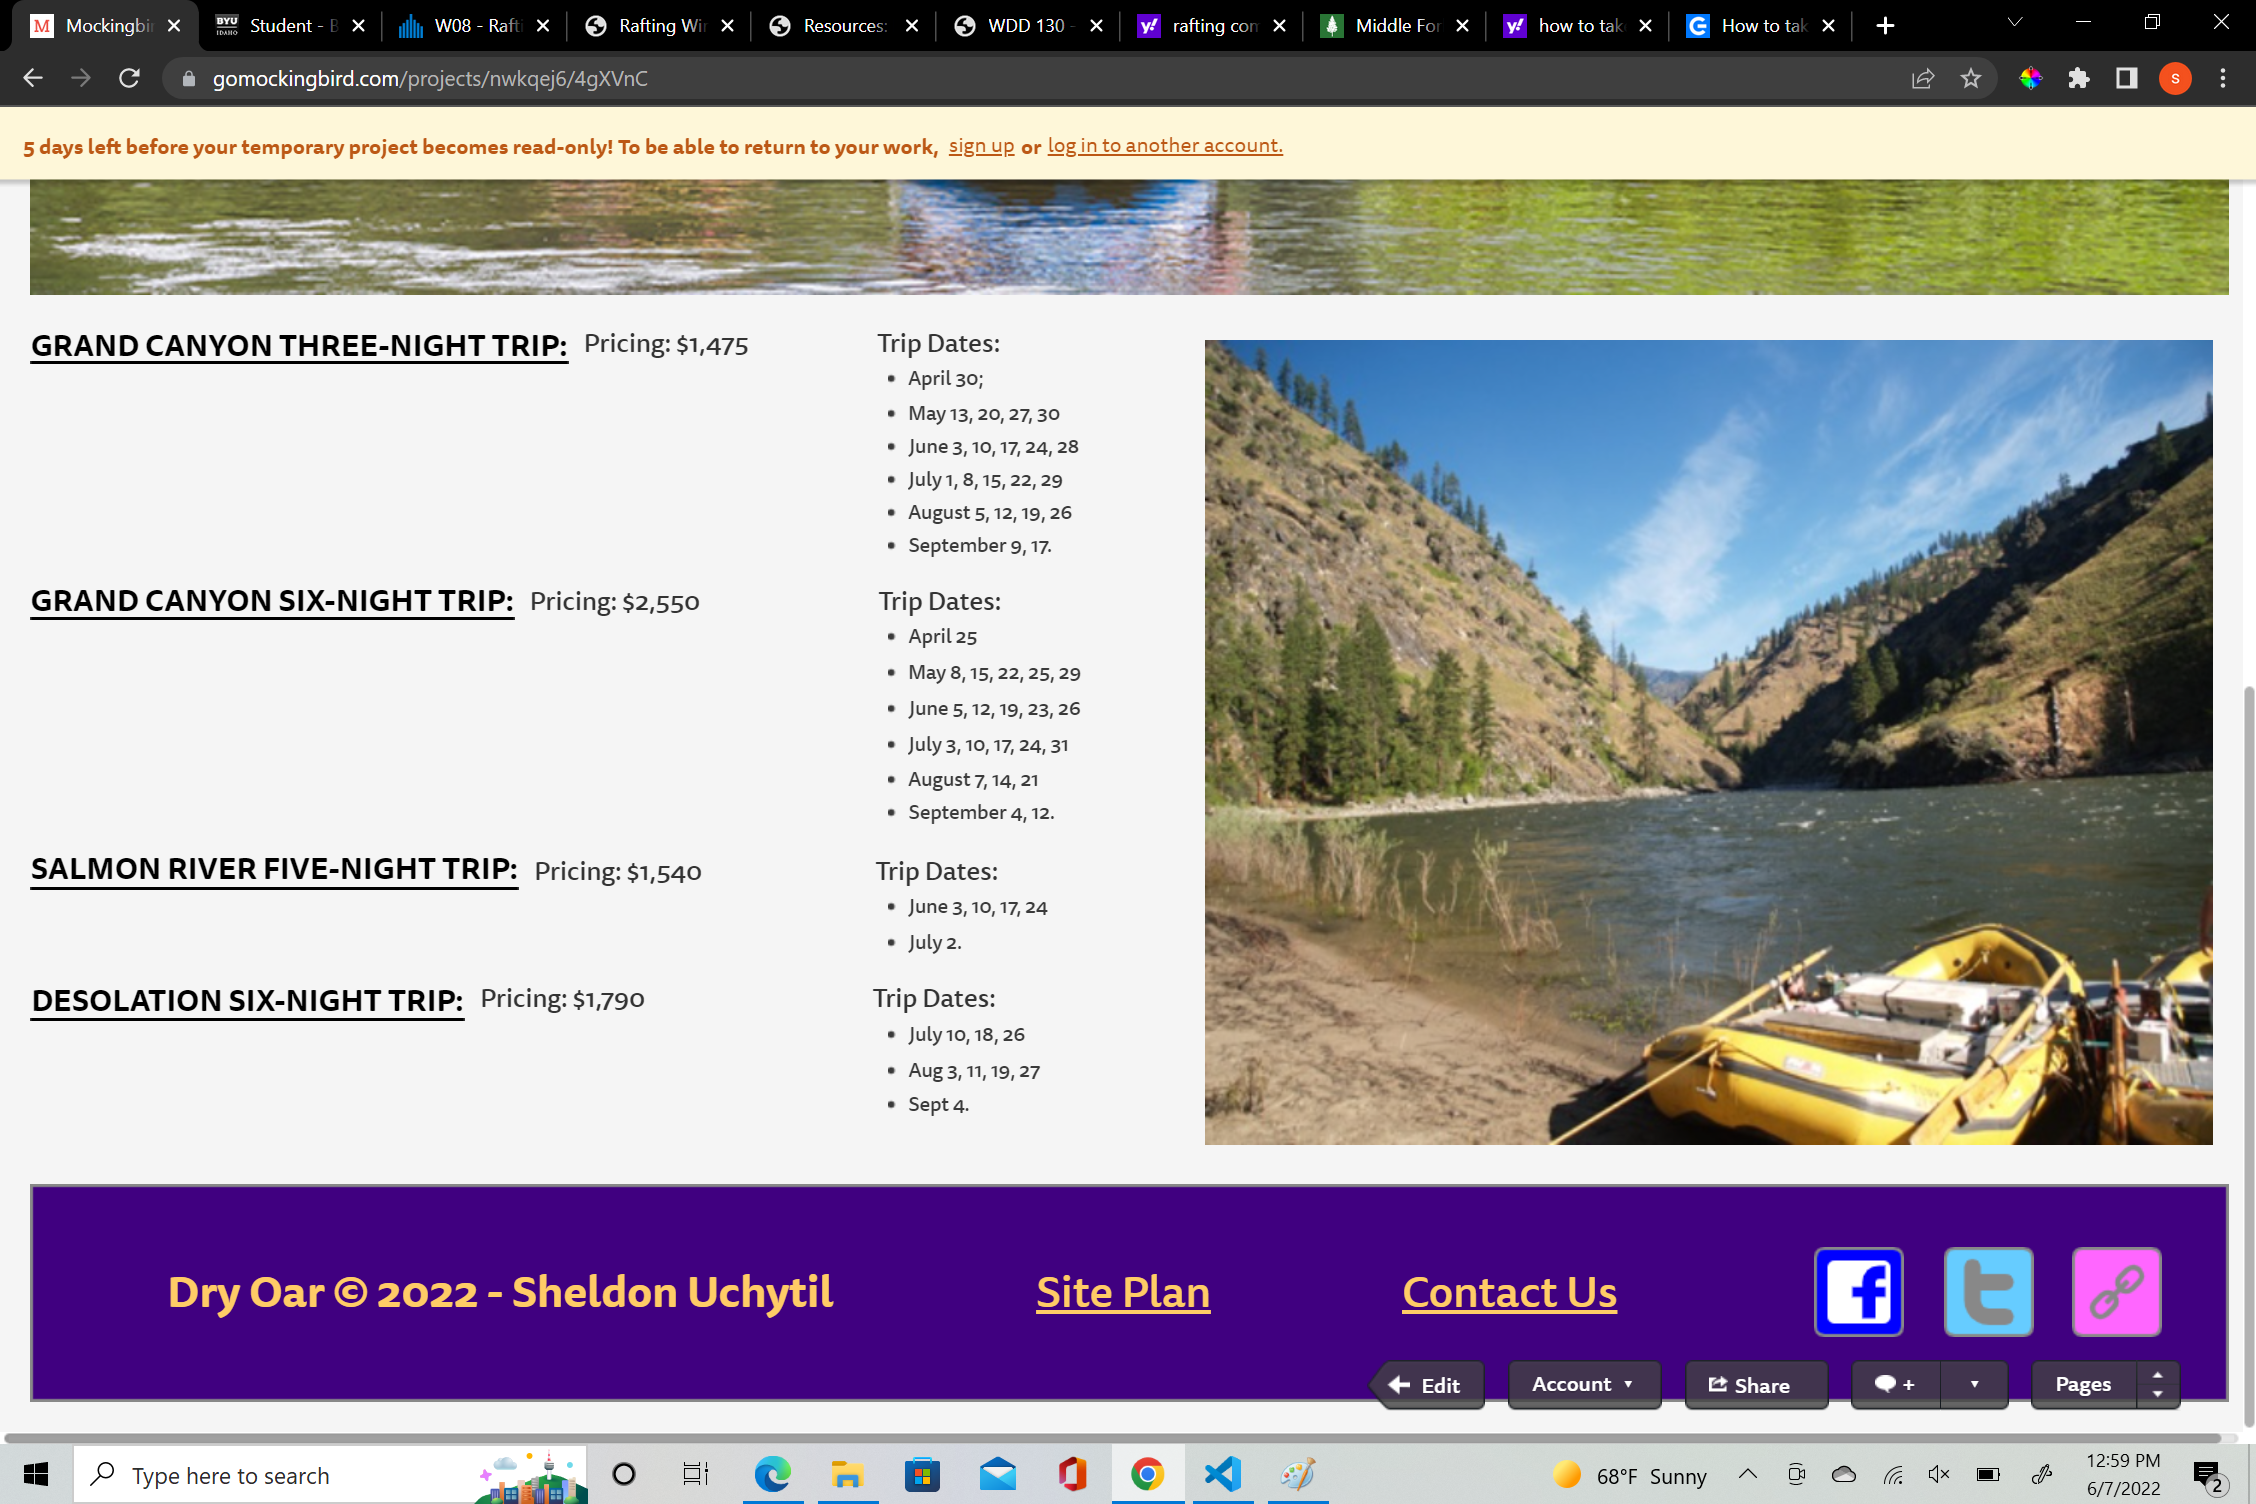 Mockingbi
Student - B
W08 - Rafti
Rafting Wi
Resources:
WDD 130 -
rafting con
Middle For
how to tak
How to tak
gomockingbird.com/projects/nwkqej6/4gXVnC
5 days left before your temporary project becomes read-only! To be able to return to your work, sign up or log in to another account.
GRAND CANYON THREE-NIGHT TRIP: Pricing: $1,475
Trip Dates:
April 30;
May 13, 20, 27, 30
June 3, 10, 17, 24, 28
July 1, 8, 15, 22, 29
August 5, 12, 19, 26
September 9, 17.
GRAND CANYON SIX-NIGHT TRIP: Pricing: $2,550
Trip Dates:
April 25
May 8, 15, 22, 25, 29
June 5, 12, 19, 23, 26
July 3, 10, 17, 24, 31
August 7, 14, 21
September 4, 12.
SALMON RIVER FIVE-NIGHT TRIP: Pricing: $1,540
Trip Dates:
June 3, 10, 17, 24
July 2.
DESOLATION SIX-NIGHT TRIP: Pricing: $1,790
Trip Dates:
July 10, 18, 26
Aug 3, 11, 19, 27
Sept 4.
Dry Oar © 2022 - Sheldon Uchytil
Site Plan
Contact Us
Edit
Account
Share
+
Pages
Type here to search
68°F Sunny
12:59 PM
6/7/2022
2